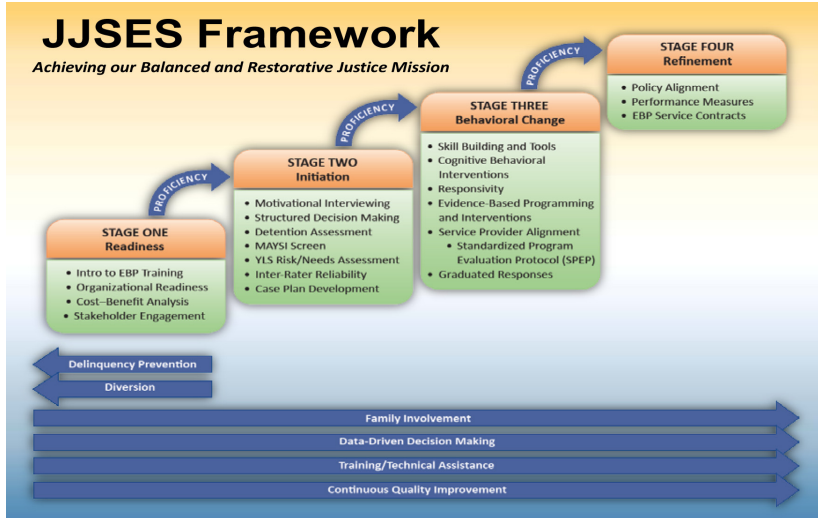 JJSES Framework
Achieving our Balanced and Restorative Justice Mission
STAGE ONE
Readiness
• Intro to EBP Training
• Organizational Readiness
• Cost–Benefit Analysis
• Stakeholder Engagement
PROFICIENCY
STAGE TWO
Initiation
• Motivational Interviewing
• Structured Decision Making
• Detention Assessment
• MAYSI Screen
• YLS Risk/Needs Assessment
• Inter-Rater Reliability
• Case Plan Development
PROFICIENCY
STAGE THREE
Behavioral Change
• Skill Building and Tools
• Cognitive Behavioral
Interventions
• Responsivity
• Evidence-Based Programming
and Interventions
• Service Provider Alignment
• Standardized Program
Evaluation Protocol (SPEP)
• Graduated Responses
PROFICIENCY
STAGE FOUR
Refinement
• Policy Alignment
• Performance Measures
• EBP Service Contracts
Delinquency Prevention
Diversion
Family Involvement
Data-Driven Decision Making
Training/Technical Assistance
Continuous Quality Improvement